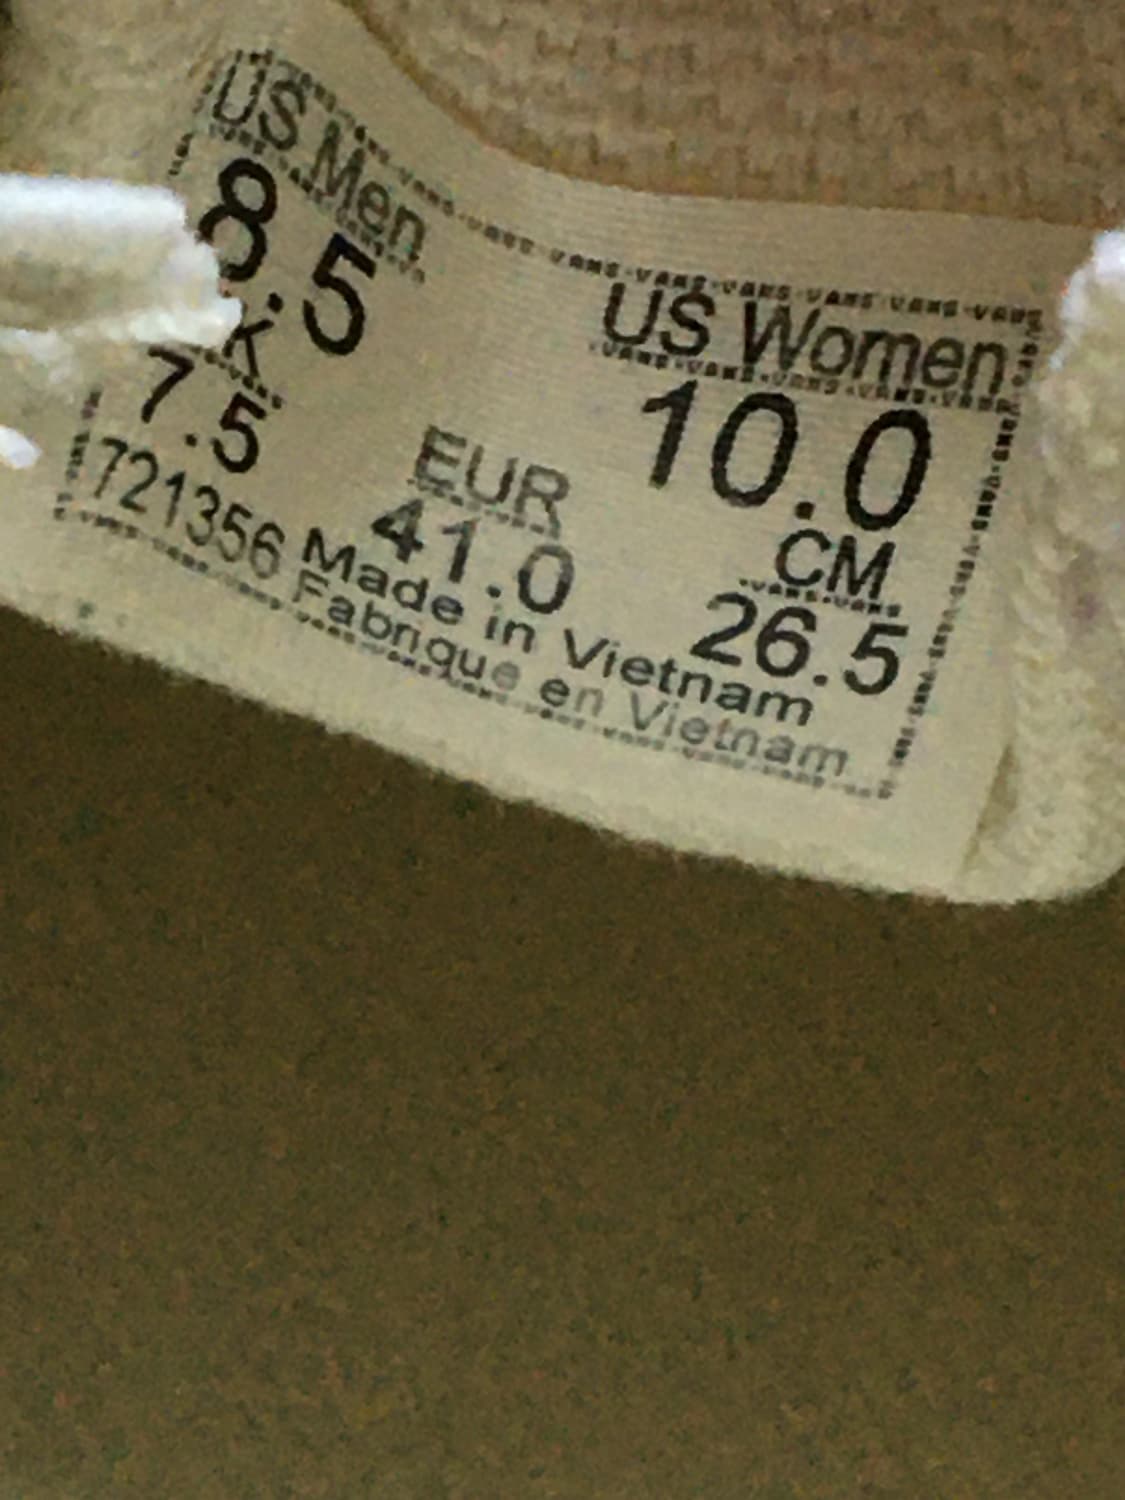 US Men
8.5
K
7.5
721356
US Women
10.0
EUR
41.0
CM
26.5
Made in Vietnam
Fabrique en Vietnam